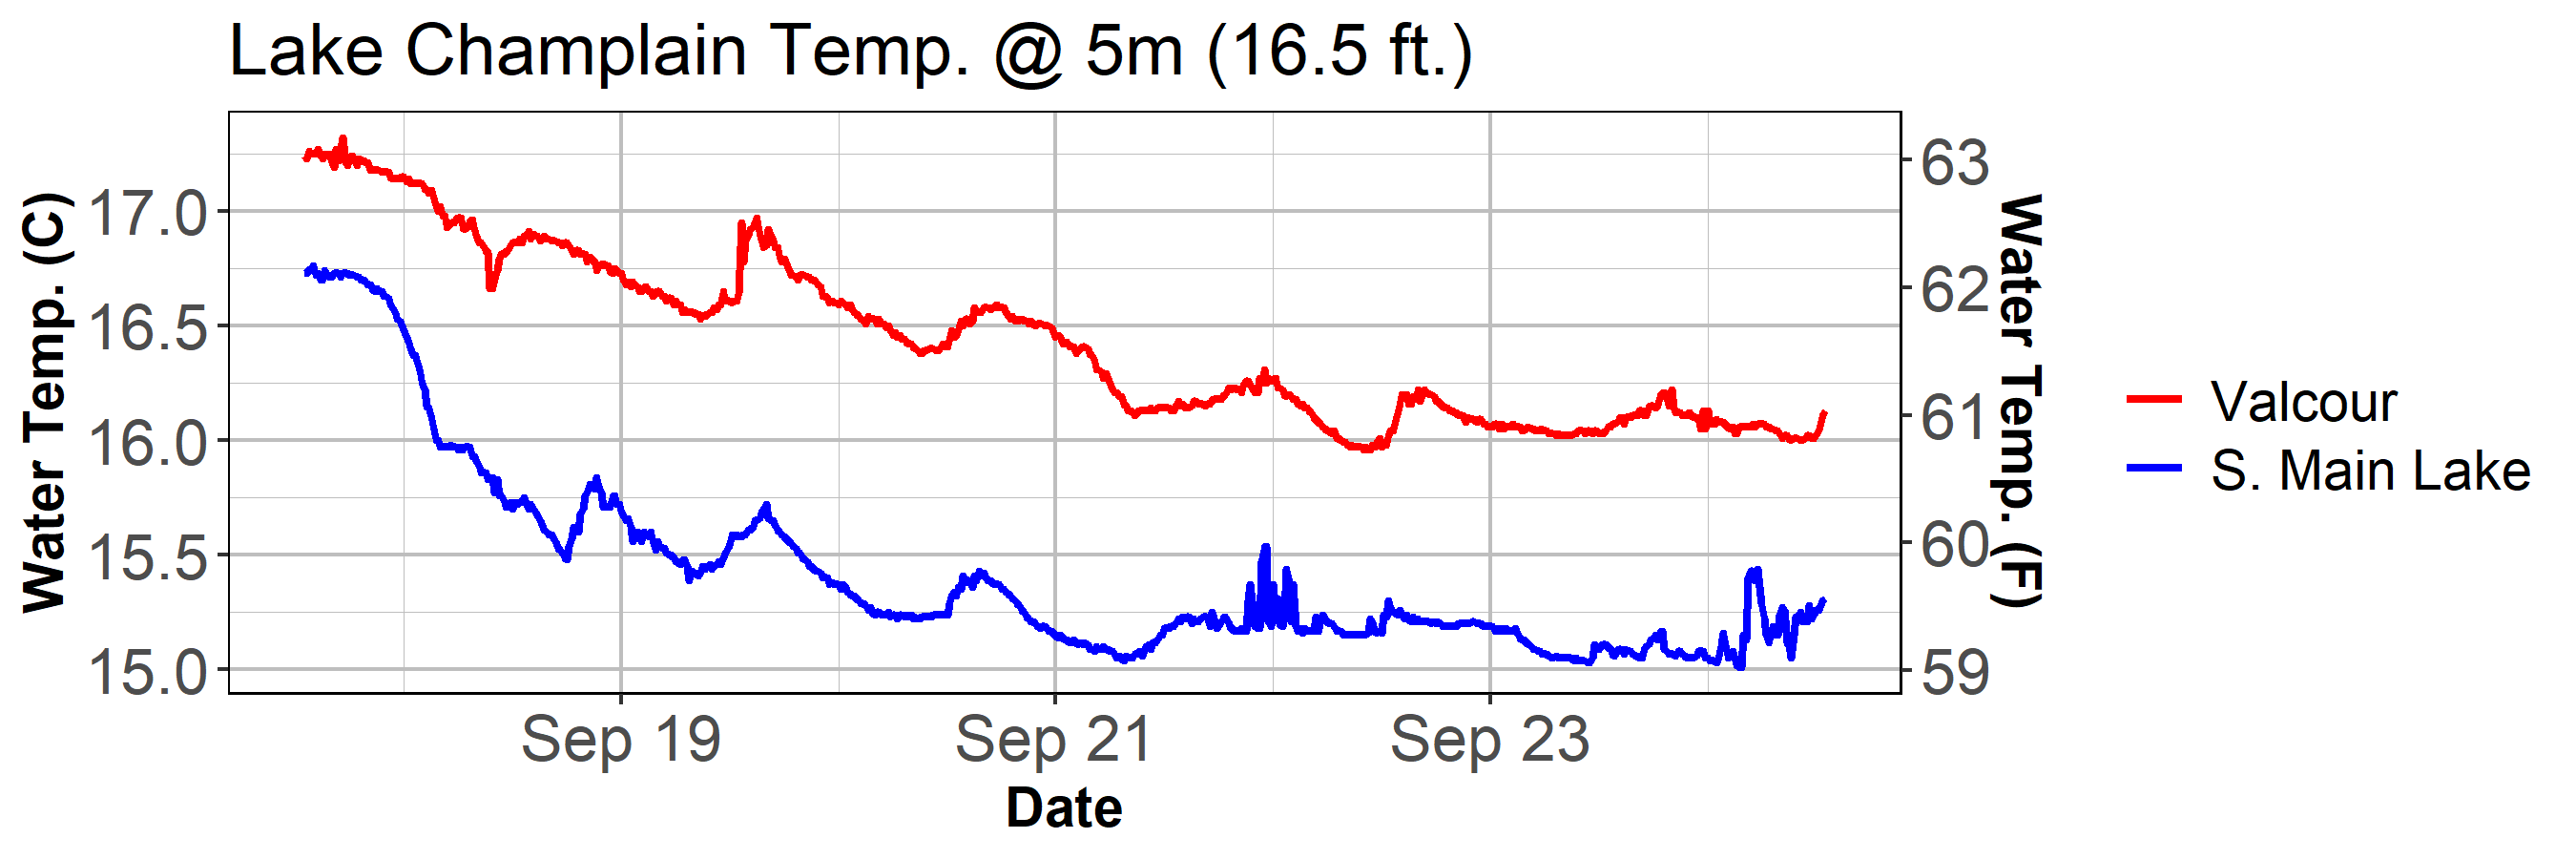 Lake Champlain Temp. @ 5m (16.5 ft.)
Water Temp. (C)
17.0
16.5
16.0
15.5
15.0
63
62
61
60
59
Water Temp. (F)
Sep 19
Sep 21
Sep 23
Date
Valcour
S. Main Lake